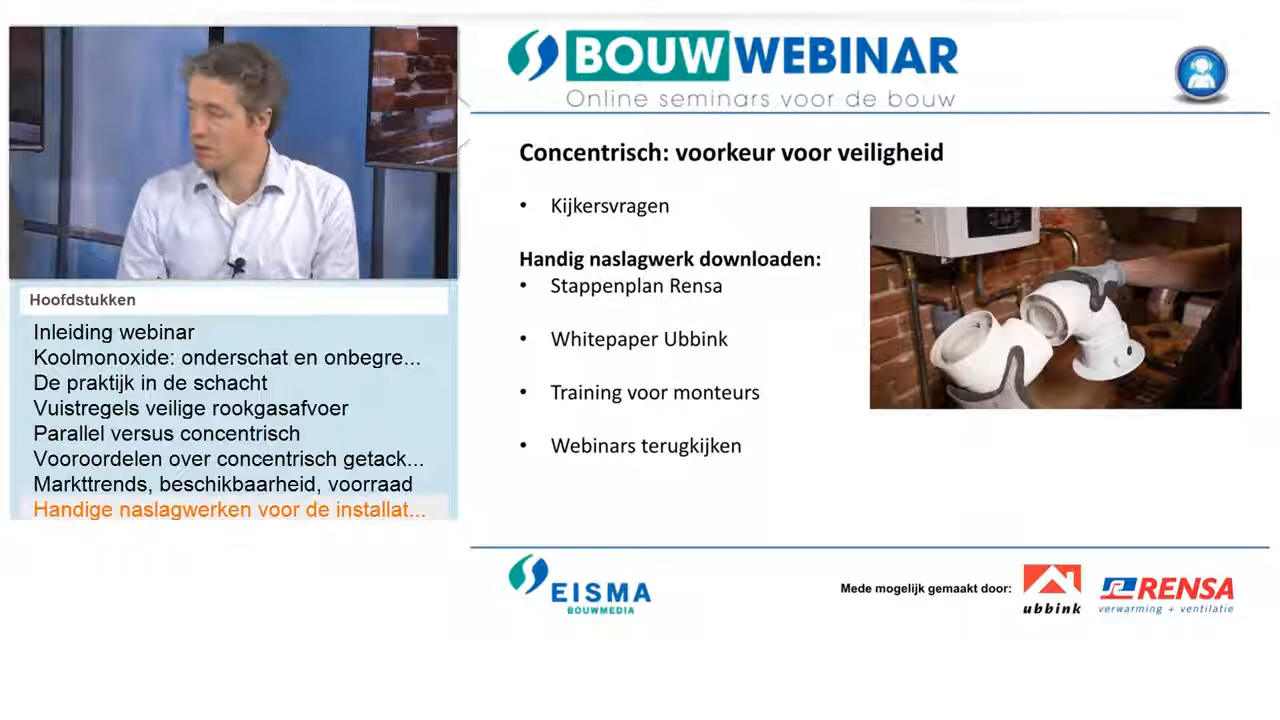 BOUWWEBINAR
Online seminars voor de bouw
Concentrisch: voorkeur voor veiligheid
• Kijkersvragen
Handig naslagwerk downloaden:
• Stappenplan Rensa
• Whitepaper Ubbink
• Training voor monteurs
• Webinars terugkijken
Hoofdstukken
Inleiding webinar
Koolmonoxide: onderschat en onbegre...
De praktijk in de schacht
Vuistregels veilige rookgasafvoer
Parallel versus concentrisch
Vooroordelen over concentrisch getack...
Markttrends, beschikbaarheid, voorraad
Handige naslagwerken voor de installat...
EISMA
BOUWMEDIA
Mede mogelijk gemaakt door:
ubbink
RENSA
verwarming + ventilatie